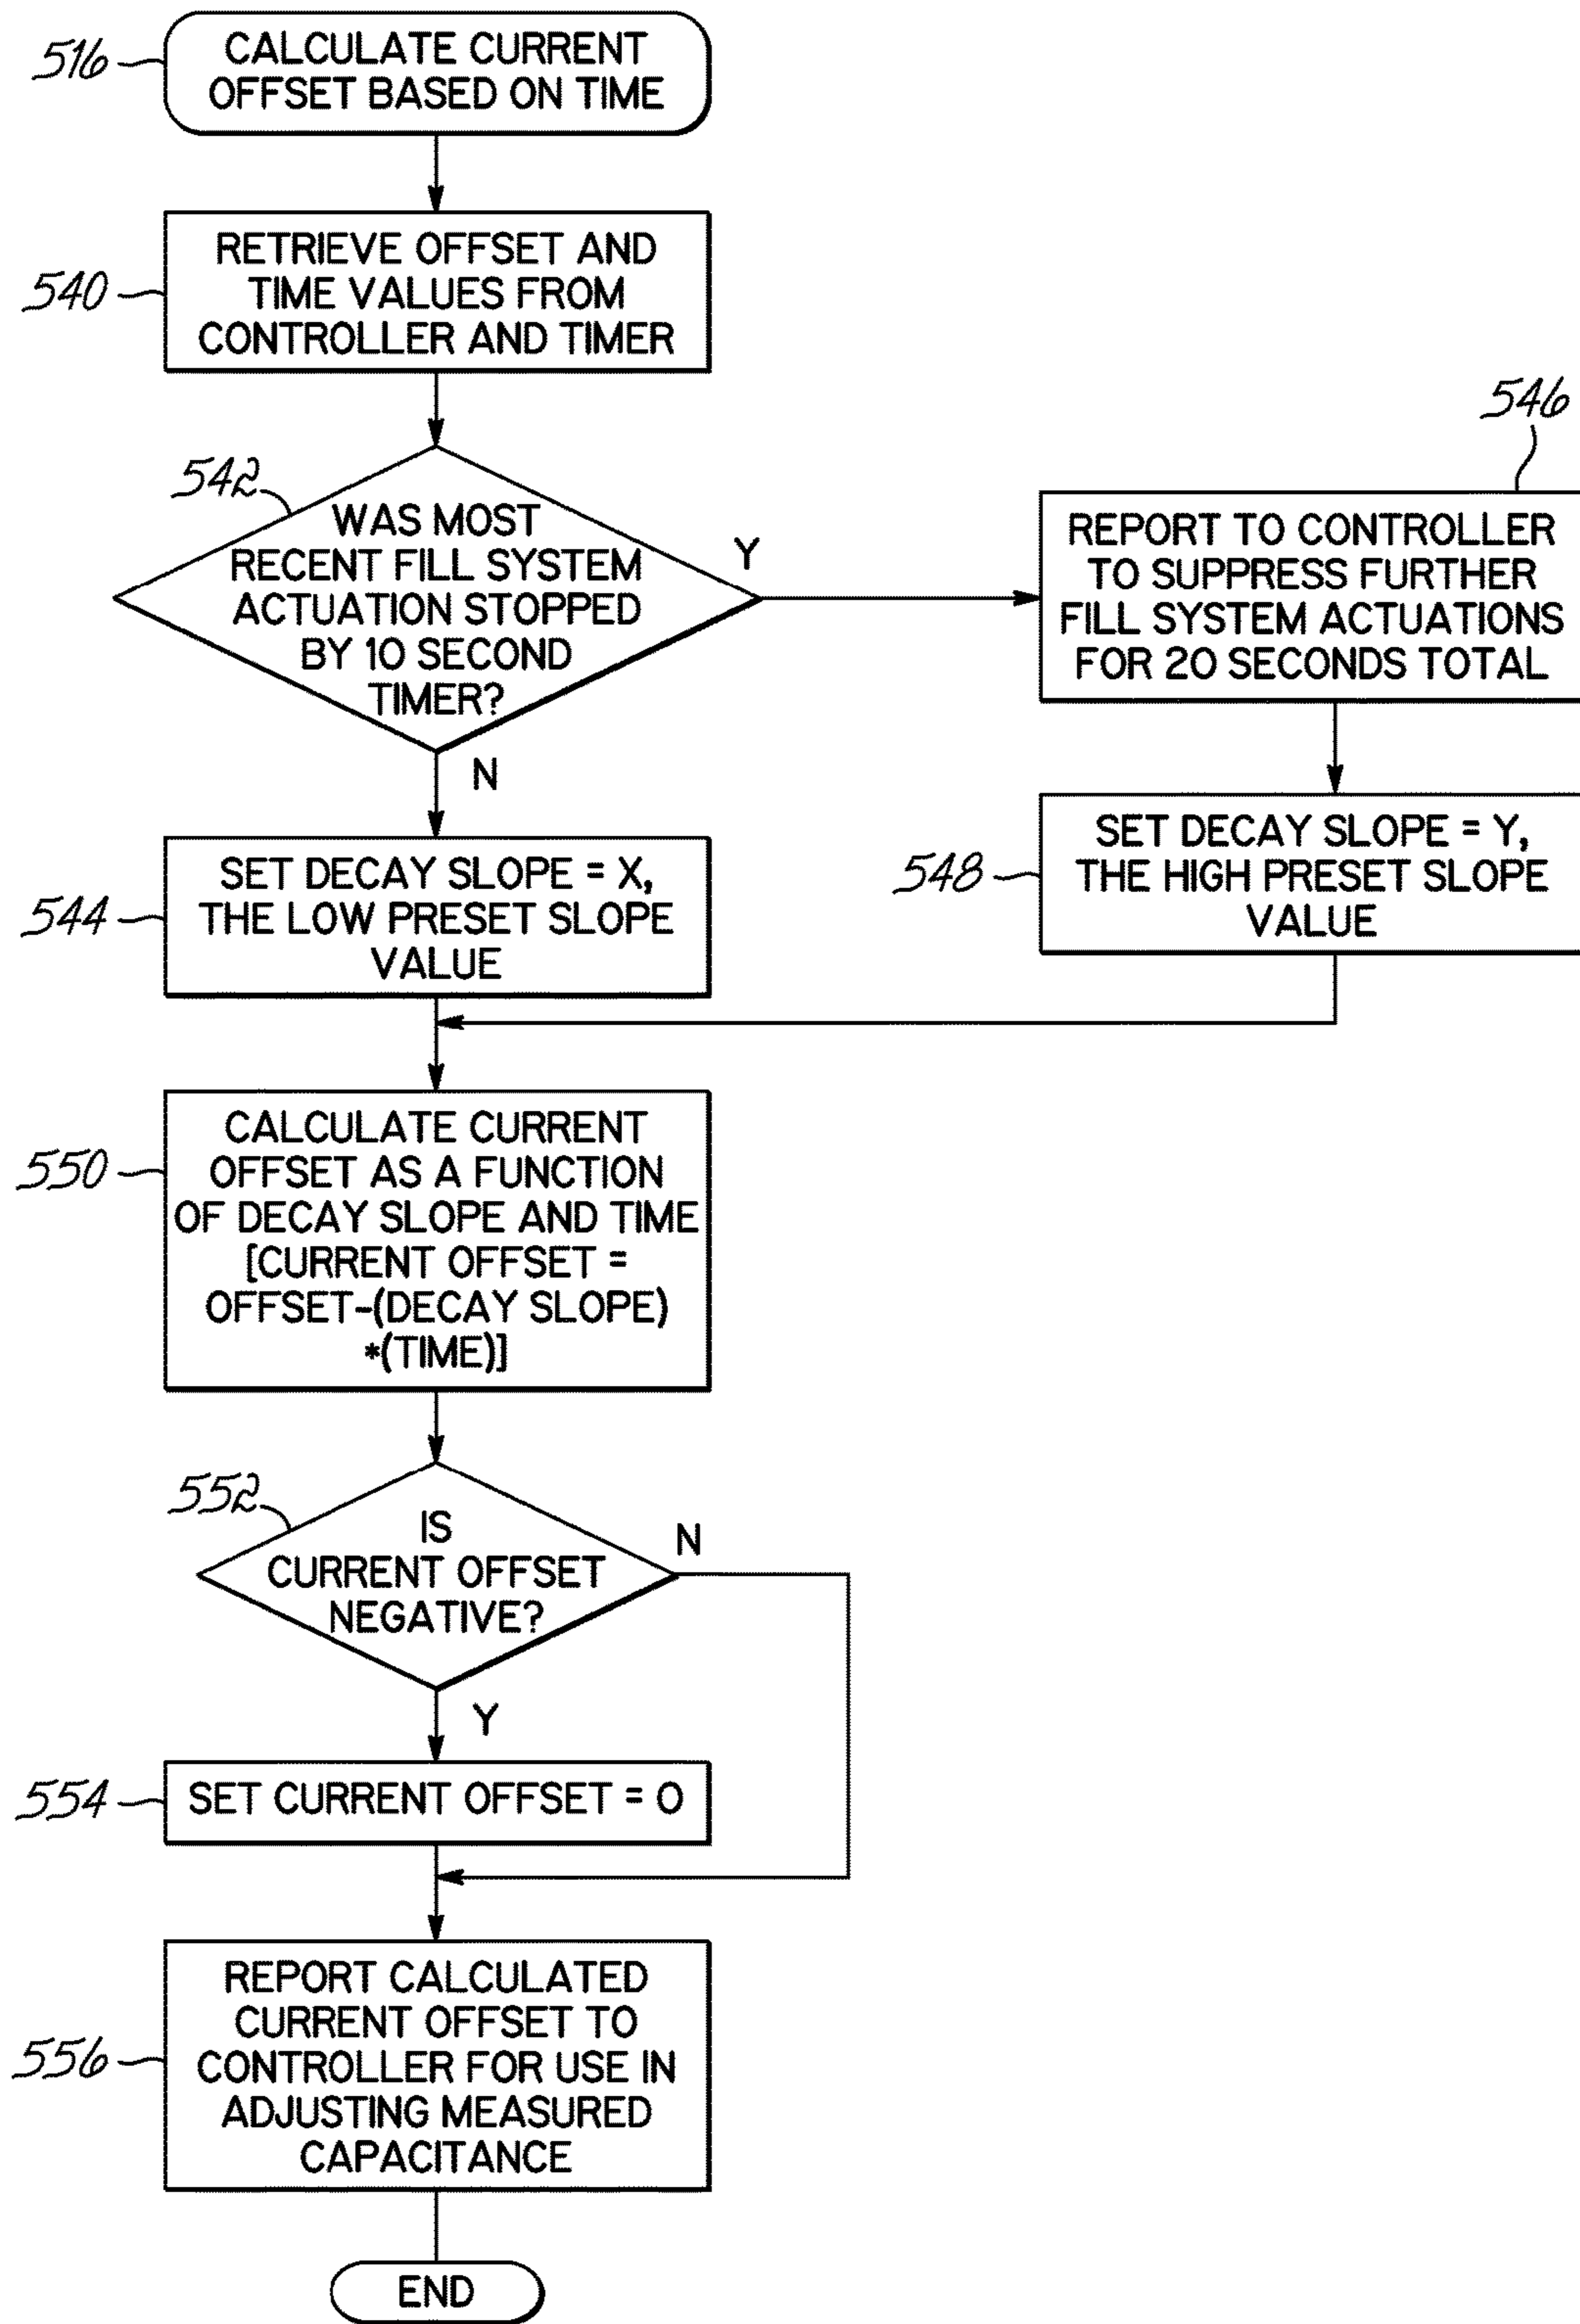 516
CALCULATE CURRENT
OFFSET BASED ON TIME
540
RETRIEVE OFFSET AND
TIME VALUES FROM
CONTROLLER AND TIMER
542
WAS MOST
RECENT FILL SYSTEM
ACTUATION STOPPED
BY 10 SECOND
TIMER?
Y
N
546
REPORT TO CONTROLLER
TO SUPPRESS FURTHER
FILL SYSTEM ACTUATIONS
FOR 20 SECONDS TOTAL
548
SET DECAY SLOPE = Y,
THE HIGH PRESET SLOPE
VALUE
544
SET DECAY SLOPE = X,
THE LOW PRESET SLOPE
VALUE
550
CALCULATE CURRENT
OFFSET AS A FUNCTION
OF DECAY SLOPE AND TIME
[CURRENT OFFSET =
OFFSET-(DECAY SLOPE)
*(TIME)]
552
IS
CURRENT OFFSET
NEGATIVE?
N
Y
554
SET CURRENT OFFSET = 0
556
REPORT CALCULATED
CURRENT OFFSET TO
CONTROLLER FOR USE IN
ADJUSTING MEASURED
CAPACITANCE
END